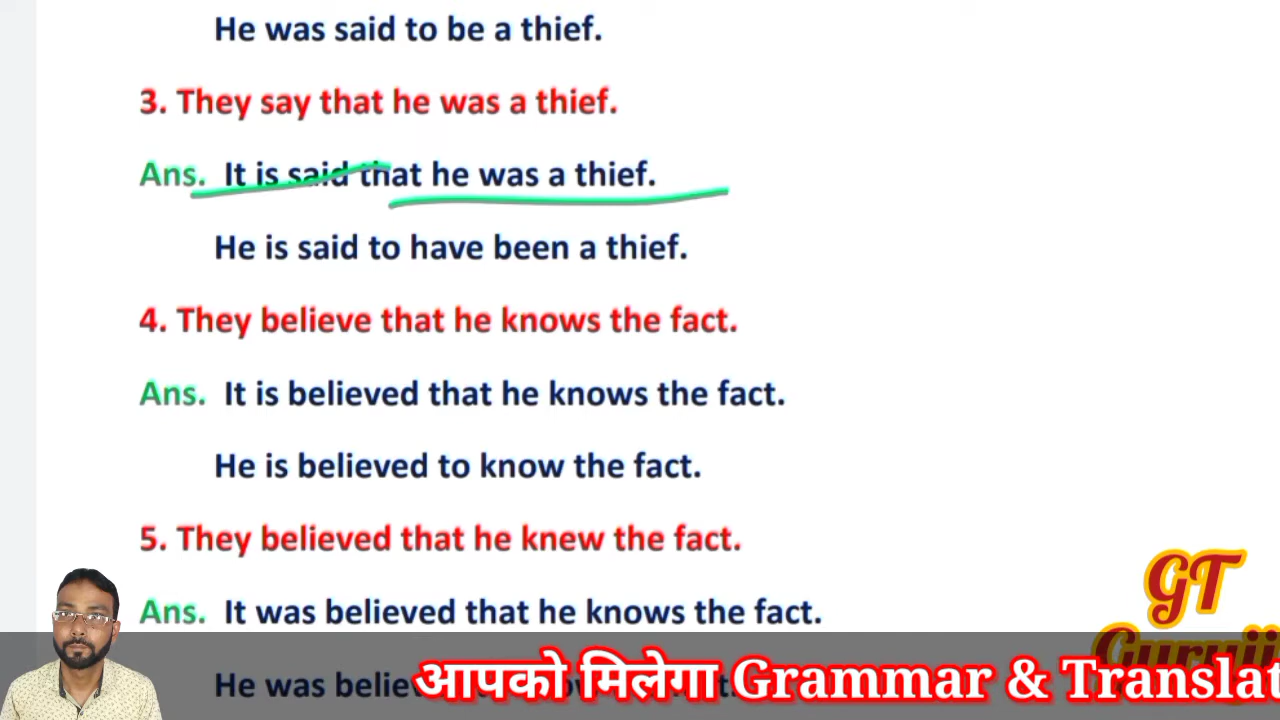 He was said to be a thief.
3. They say that he was a thief.
Ans. It is said that he was a thief.
He is said to have been a thief.
4. They believe that he knows the fact.
Ans. It is believed that he knows the fact.
He is believed to know the fact.
5. They believed that he knew the fact.
GT
Ans. It was believed that he knows the fact.
Guruji
He was
आपको मिलेगा Grammar & Translat